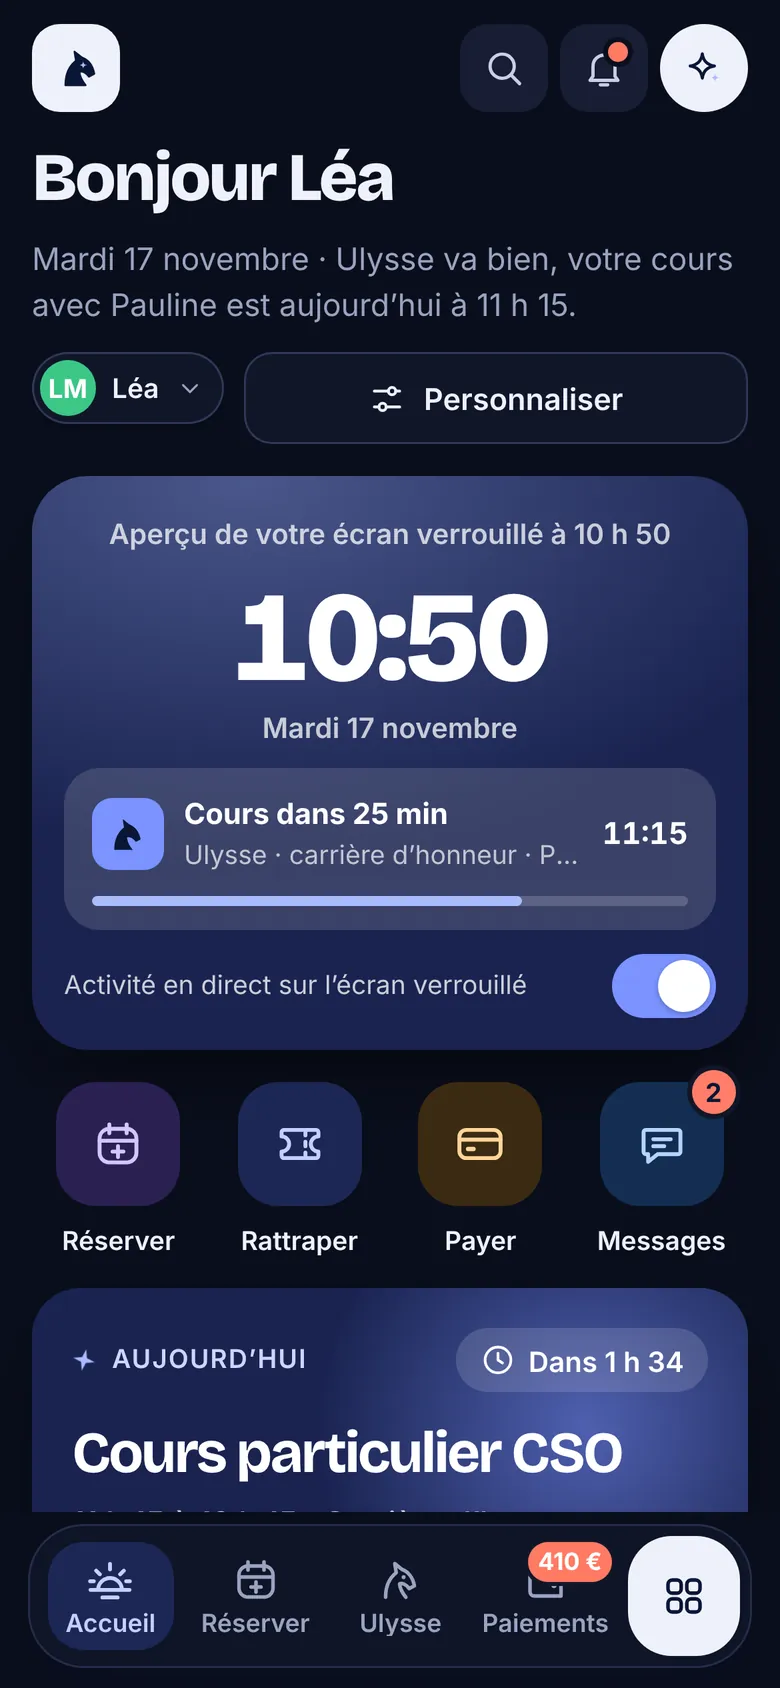 Bonjour Léa
Mardi 17 novembre · Ulysse va bien, votre cours
avec Pauline est aujourd’hui à 11 h 15.
LM Léa
Personnaliser
Aperçu de votre écran verrouillé à 10 h 50
10:50
Mardi 17 novembre
Cours dans 25 min
Ulysse · carrière d’honneur · P...
11:15
Activité en direct sur l’écran verrouillé
2
Réserver
Rattraper
Payer
Messages
AUJOURD’HUI
Dans 1 h 34
Cours particulier CSO
410 €
Accueil
Réserver
Ulysse
Paiements